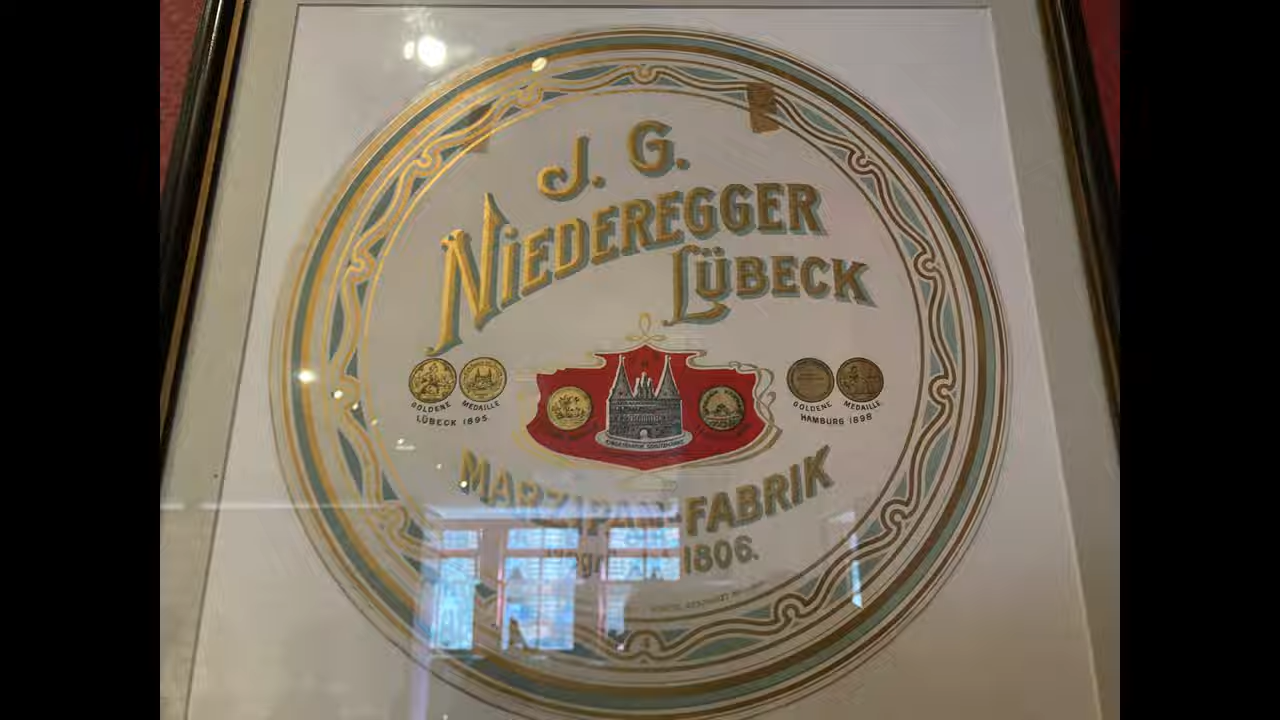 J. G.
NIEDEREGGER
LÜBECK
GOLDENE MEDAILLE
LÜBECK 1895.
GOLDENE MEDAILLE
HAMBURG 1898
MARZIPAN-FABRIK
1806.